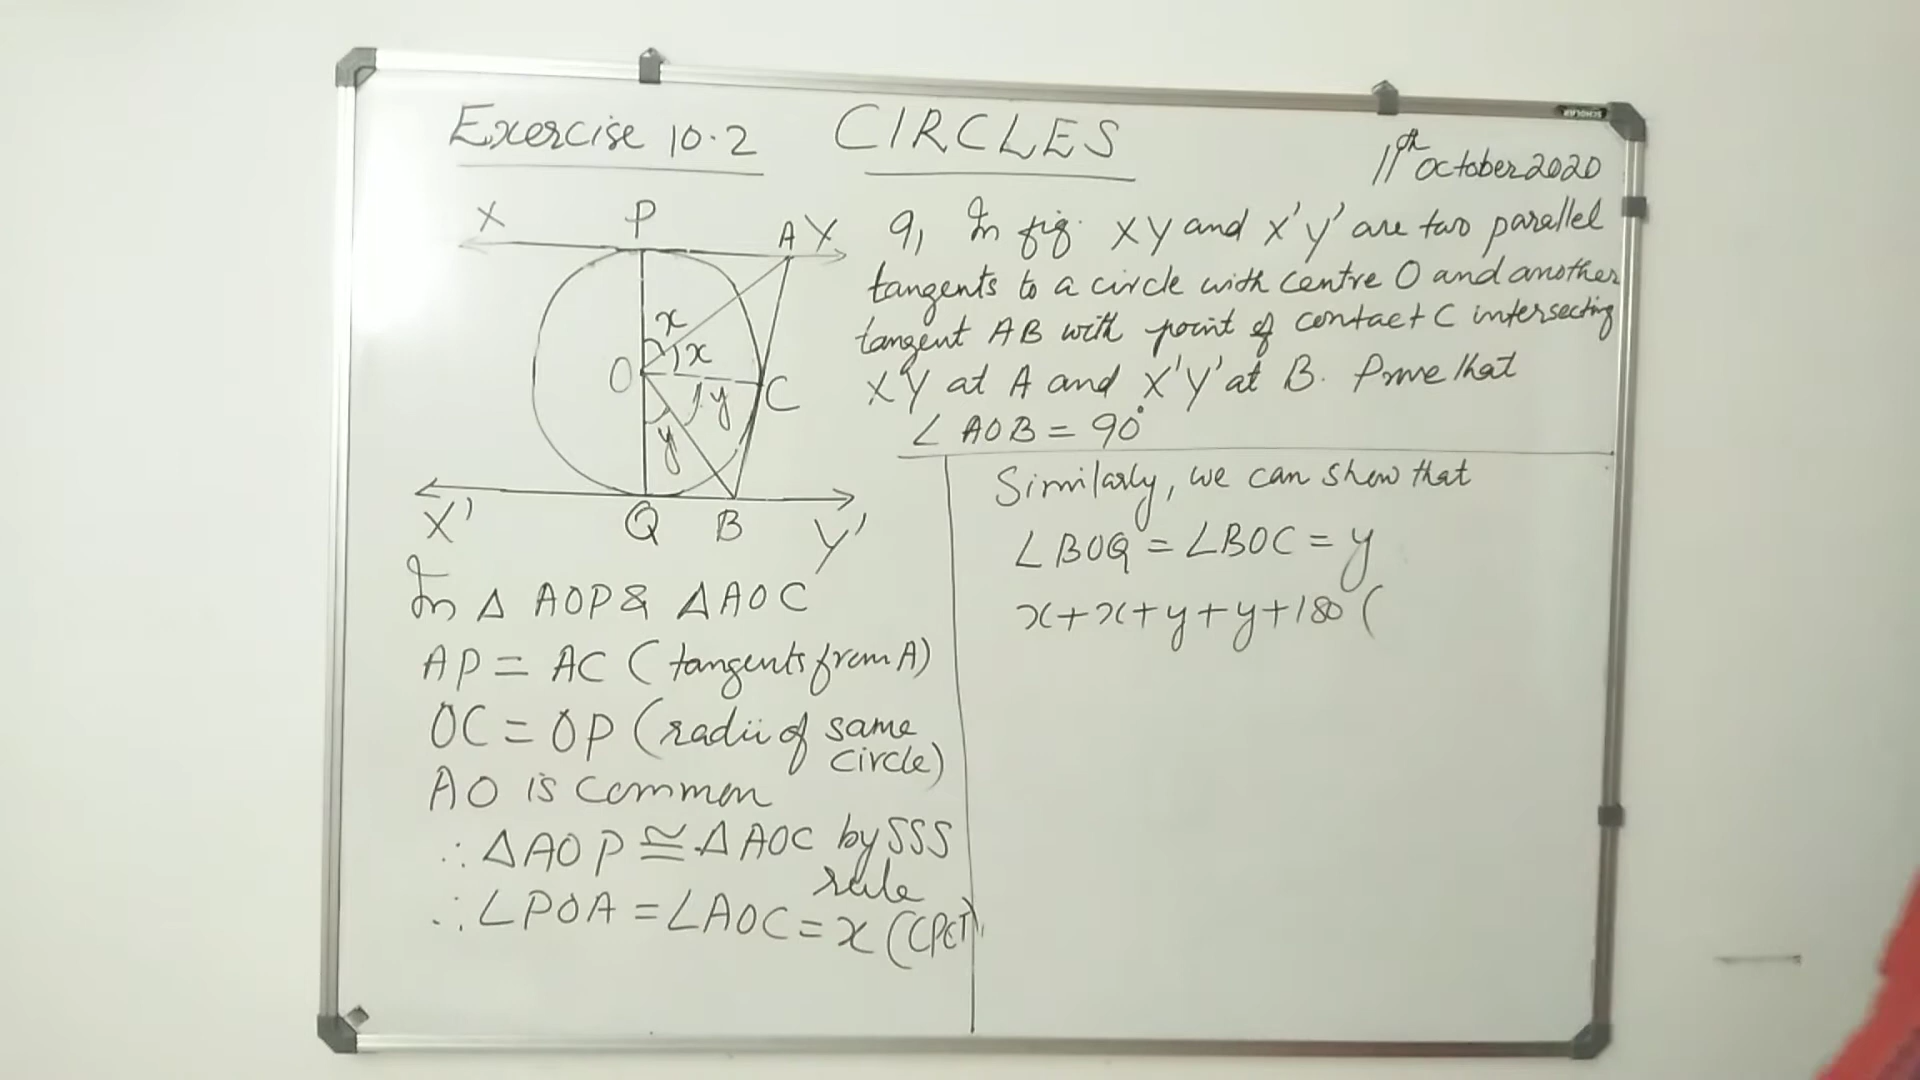 Exercise 10.2
CIRCLES
11th October 2020
X
P
A Y
x
x
O
y
C
y
X'
Q
B
Y'
9, In fig. XY and X'Y' are two parallel
tangents to a circle with centre O and another
tangent AB with point of contact C intersecting
XY at A and X'Y' at B. Prove that
∠AOB = 90°
In △ AOP & △AOC
AP = AC (tangents from A)
OC = OP (radii of same
circle)
AO is common
∴ △AOP ≅ △AOC by SSS
rule
∴ ∠POA = ∠AOC = x (CPCT)
Similarly, we can show that
∠BOQ = ∠BOC = y
x+x+y+y+180 (